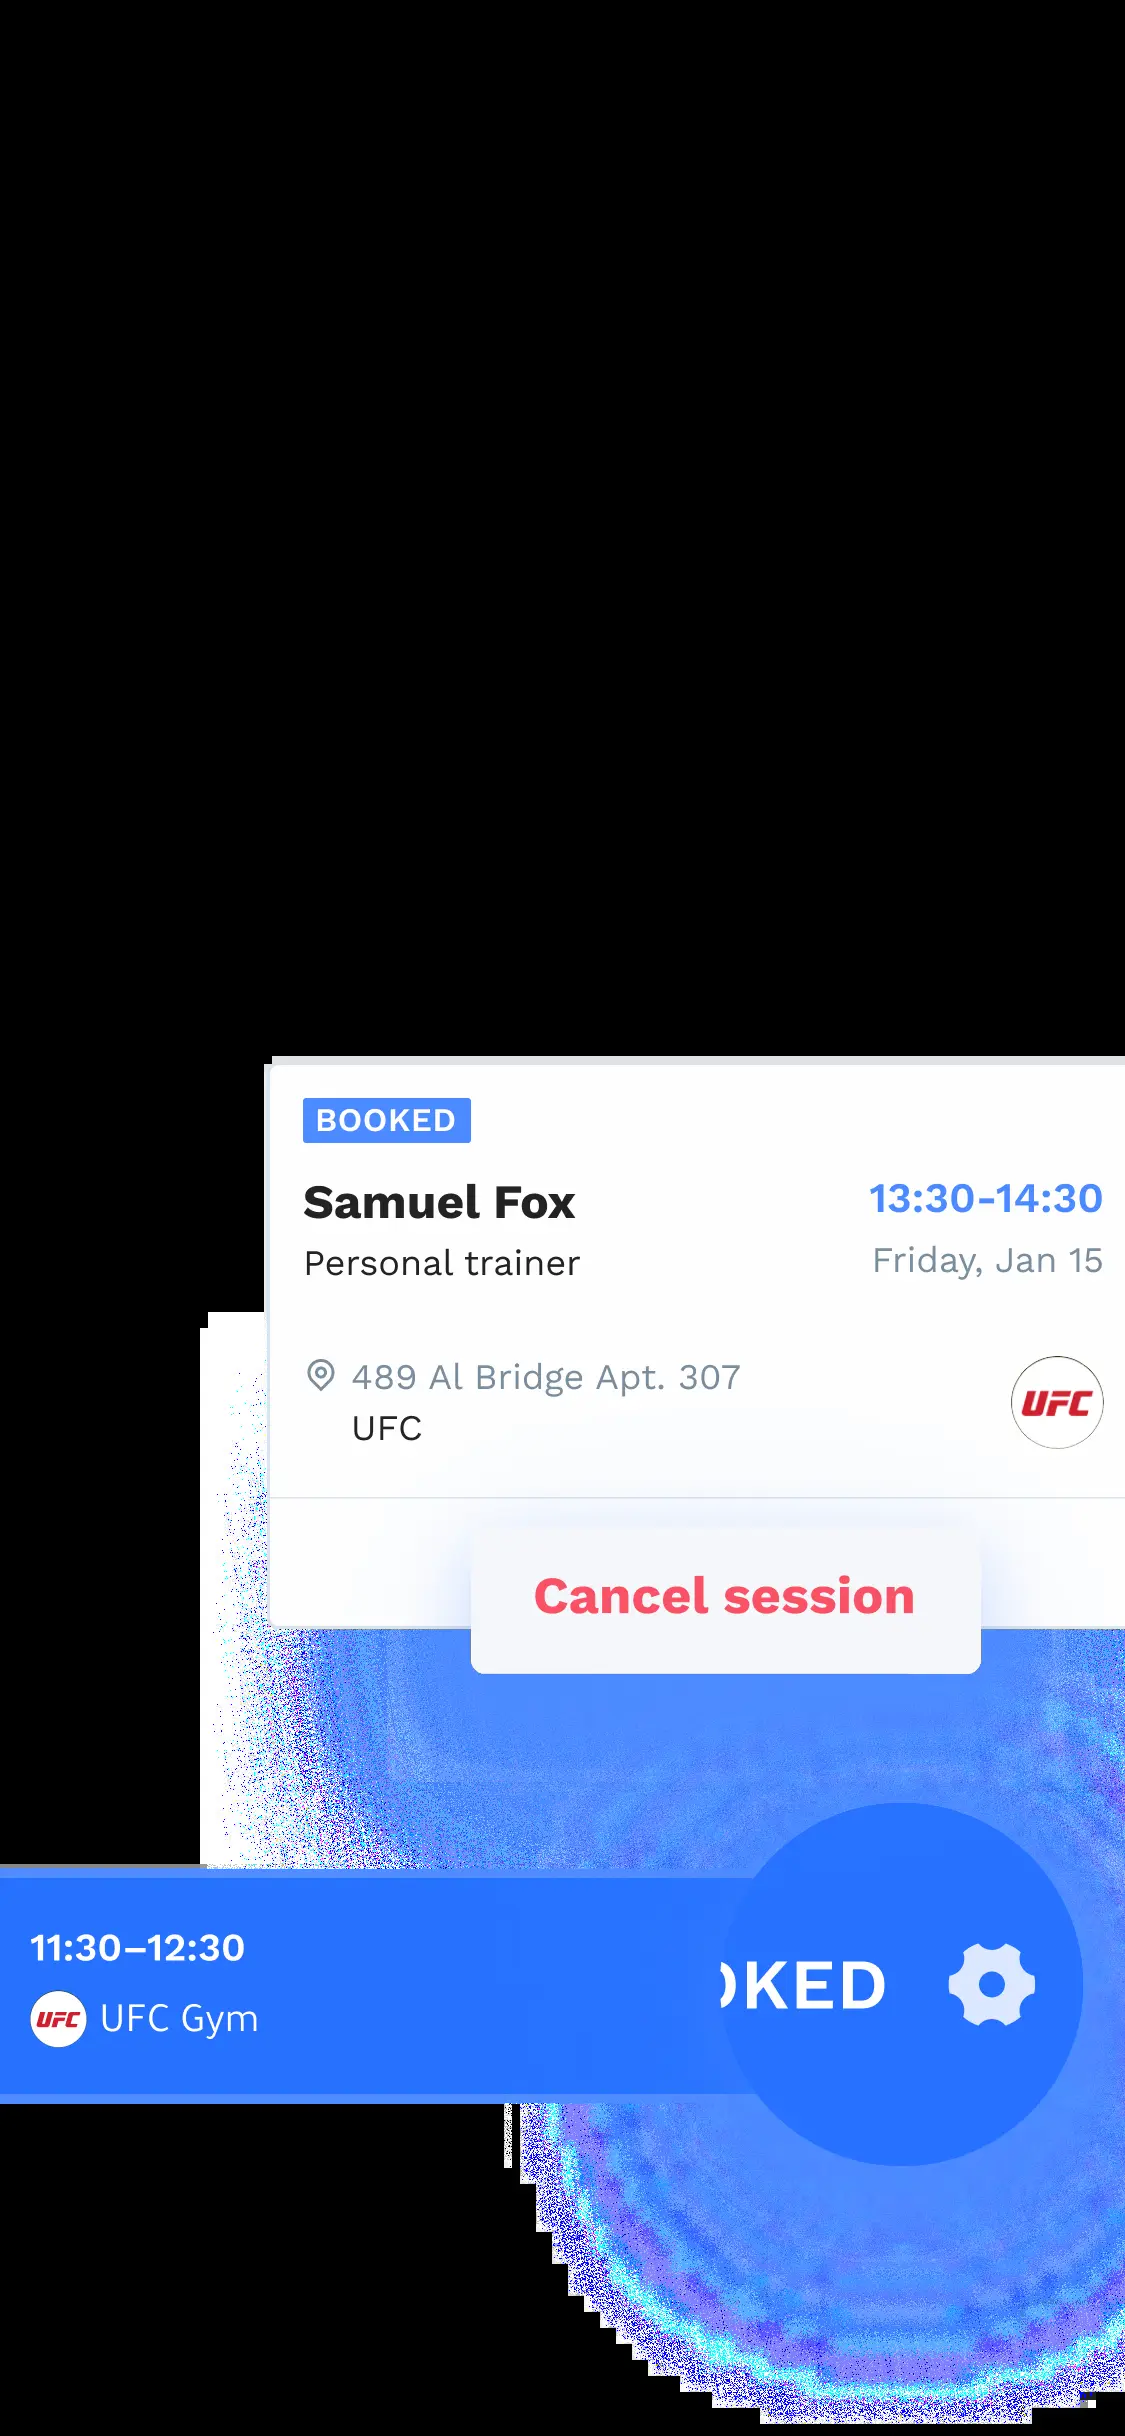 BOOKED
Samuel Fox
13:30-14:30
Personal trainer
Friday, Jan 15
489 Al Bridge Apt. 307
UFC
UFC
Cancel session
11:30–12:30
OKED
UFC
UFC Gym